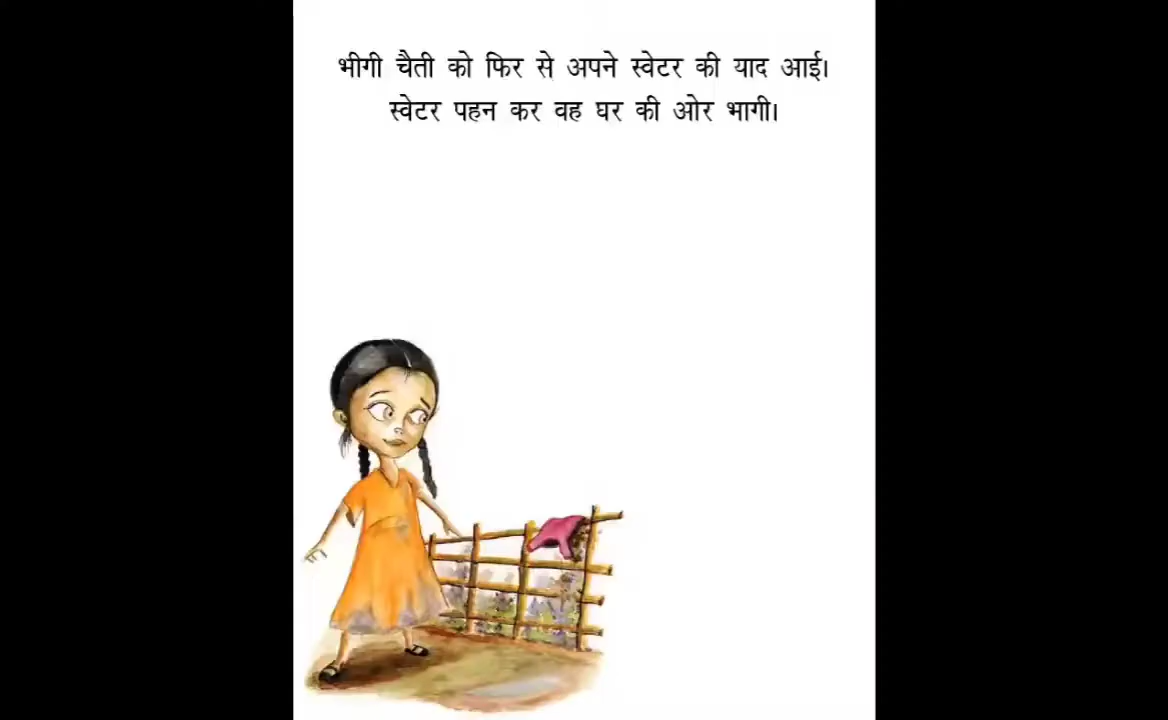 भीगी चैती को फिर से अपने स्वेटर की याद आई।
स्वेटर पहन कर वह घर की ओर भागी।